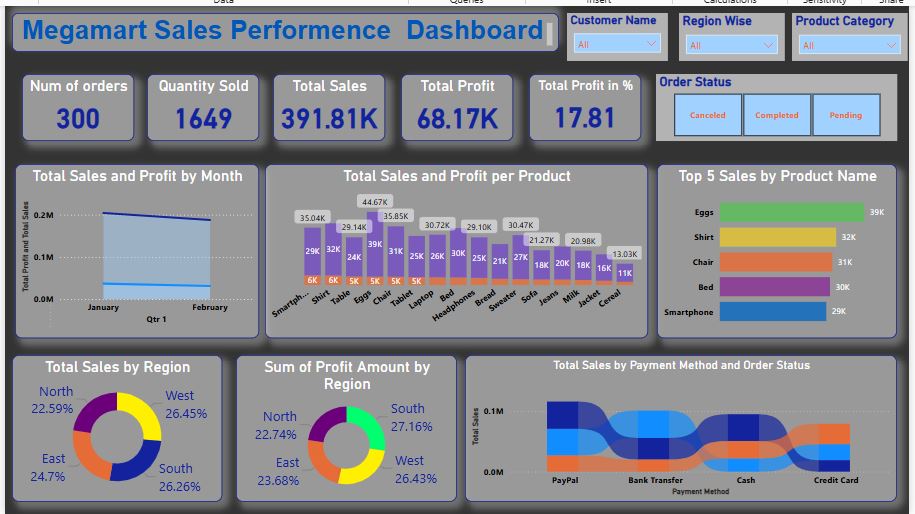 Data
Queries
Insert
Calculations
Sensitivity
Share
Megamart Sales Performence Dashboard
Customer Name
All
Region Wise
All
Product Category
All
Num of orders
300
Quantity Sold
1649
Total Sales
391.81K
Total Profit
68.17K
Total Profit in %
17.81
Order Status
Canceled
Completed
Pending
Total Sales and Profit by Month
Total Profit and Total Sales
0.2M
0.1M
0.0M
January
February
Qtr 1
Total Sales and Profit per Product
35.04K
29.14K
44.67K
35.85K
30.72K
29.10K
30.47K
21.27K
20.98K
13.03K
29K
32K
24K
39K
31K
25K
26K
30K
25K
21K
27K
18K
20K
18K
16K
11K
6K
6K
5K
5K
5K
5K
Smartph...
Shirt
Table
Eggs
Chair
Tablet
Laptop
Bed
Headphones
Bread
Sweater
Sofa
Jeans
Milk
Jacket
Cereal
Top 5 Sales by Product Name
Eggs
39K
Shirt
32K
Chair
31K
Bed
30K
Smartphone
29K
Total Sales by Region
North
22.59%
West
26.45%
East
24.7%
South
26.26%
Sum of Profit Amount by
Region
North
22.74%
South
27.16%
East
23.68%
West
26.43%
Total Sales by Payment Method and Order Status
Total Sales
0.1M
0.0M
PayPal
Bank Transfer
Cash
Credit Card
Payment Method